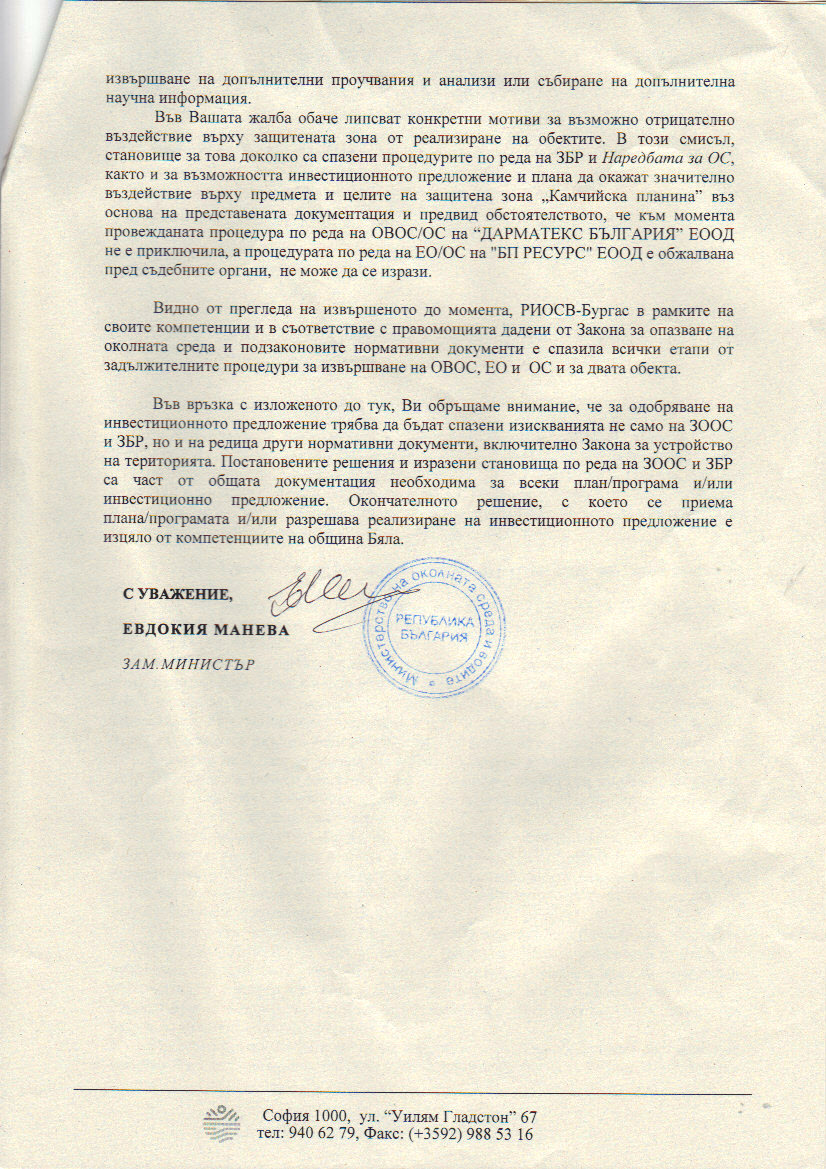 извършване на допълнителни проучвания и анализи или събиране на допълнителна
научна информация.
Във Вашата жалба обаче липсват конкретни мотиви за възможно отрицателно
въздействие върху защитената зона от реализиране на обектите. В този смисъл,
становище за това доколко са спазени процедурите по реда на ЗБР и Наредбата за ОС,
както и за възможността инвестиционното предложение и плана да окажат значително
въздействие върху предмета и целите на защитена зона „Камчийска планина” въз
основа на представената документация и предвид обстоятелството, че към момента
провежданата процедура по реда на ОВОС/ОС на “ДАРМАТЕКС БЪЛГАРИЯ” ЕООД
не е приключила, а процедурата по реда на ЕО/ОС на "БП РЕСУРС" ЕООД е обжалвана
пред съдебните органи,  не може да се изрази.
Видно от прегледа на извършеното до момента, РИОСВ-Бургас в рамките на
своите компетенции и в съответствие с правомощията дадени от Закона за опазване на
околната среда и подзаконовите нормативни документи е спазила всички етапи от
задължителните процедури за извършване на ОВОС, ЕО и  ОС и за двата обекта.
Във връзка с изложеното до тук, Ви обръщаме внимание, че за одобряване на
инвестиционното предложение трябва да бъдат спазени изискванията не само на ЗООС
и ЗБР, но и на редица други нормативни документи, включително Закона за устройство
на територията. Постановените решения и изразени становища по реда на ЗООС и ЗБР
са част от общата документация необходима за всеки план/програма и/или
инвестиционно предложение. Окончателното решение, с което се приема
плана/програмата и/или разрешава реализиране на инвестиционното предложение е
изцяло от компетенциите на община Бяла.
С УВАЖЕНИЕ,
ЕВДОКИЯ МАНЕВА
ЗАМ.МИНИСТЪР
Министерство на околната среда и водите
РЕПУБЛИКА
БЪЛГАРИЯ
София 1000,  ул. “Уилям Гладстон” 67
тел: 940 62 79, Факс: (+3592) 988 53 16